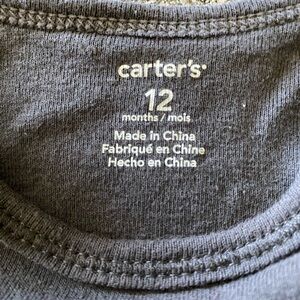 carter's
12
months / mois
Made in China
Fabriqué en Chine
Hecho en China